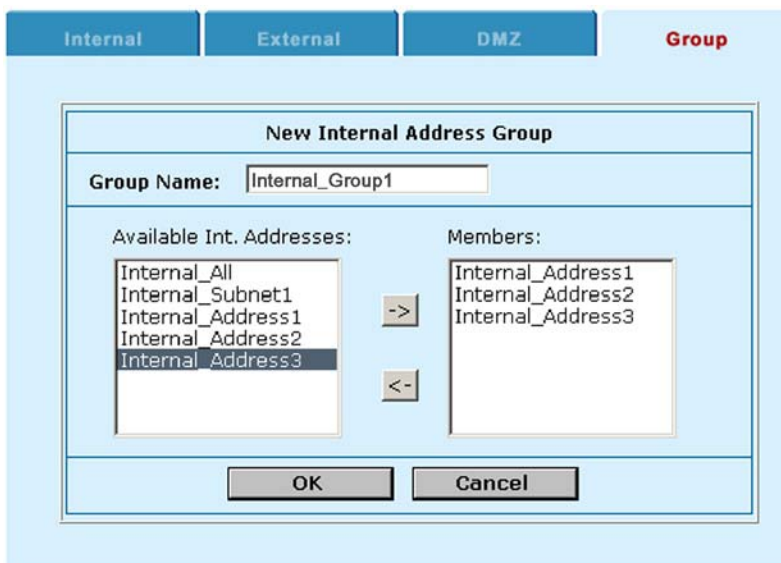 Internal External DMZ Group
New Internal Address Group
Group Name: Internal_Group1
Available Int. Addresses:
Internal_All
Internal_Subnet1
Internal_Address1
Internal_Address2
Internal_Address3
->
<-
Members:
Internal_Address1
Internal_Address2
Internal_Address3
OK Cancel